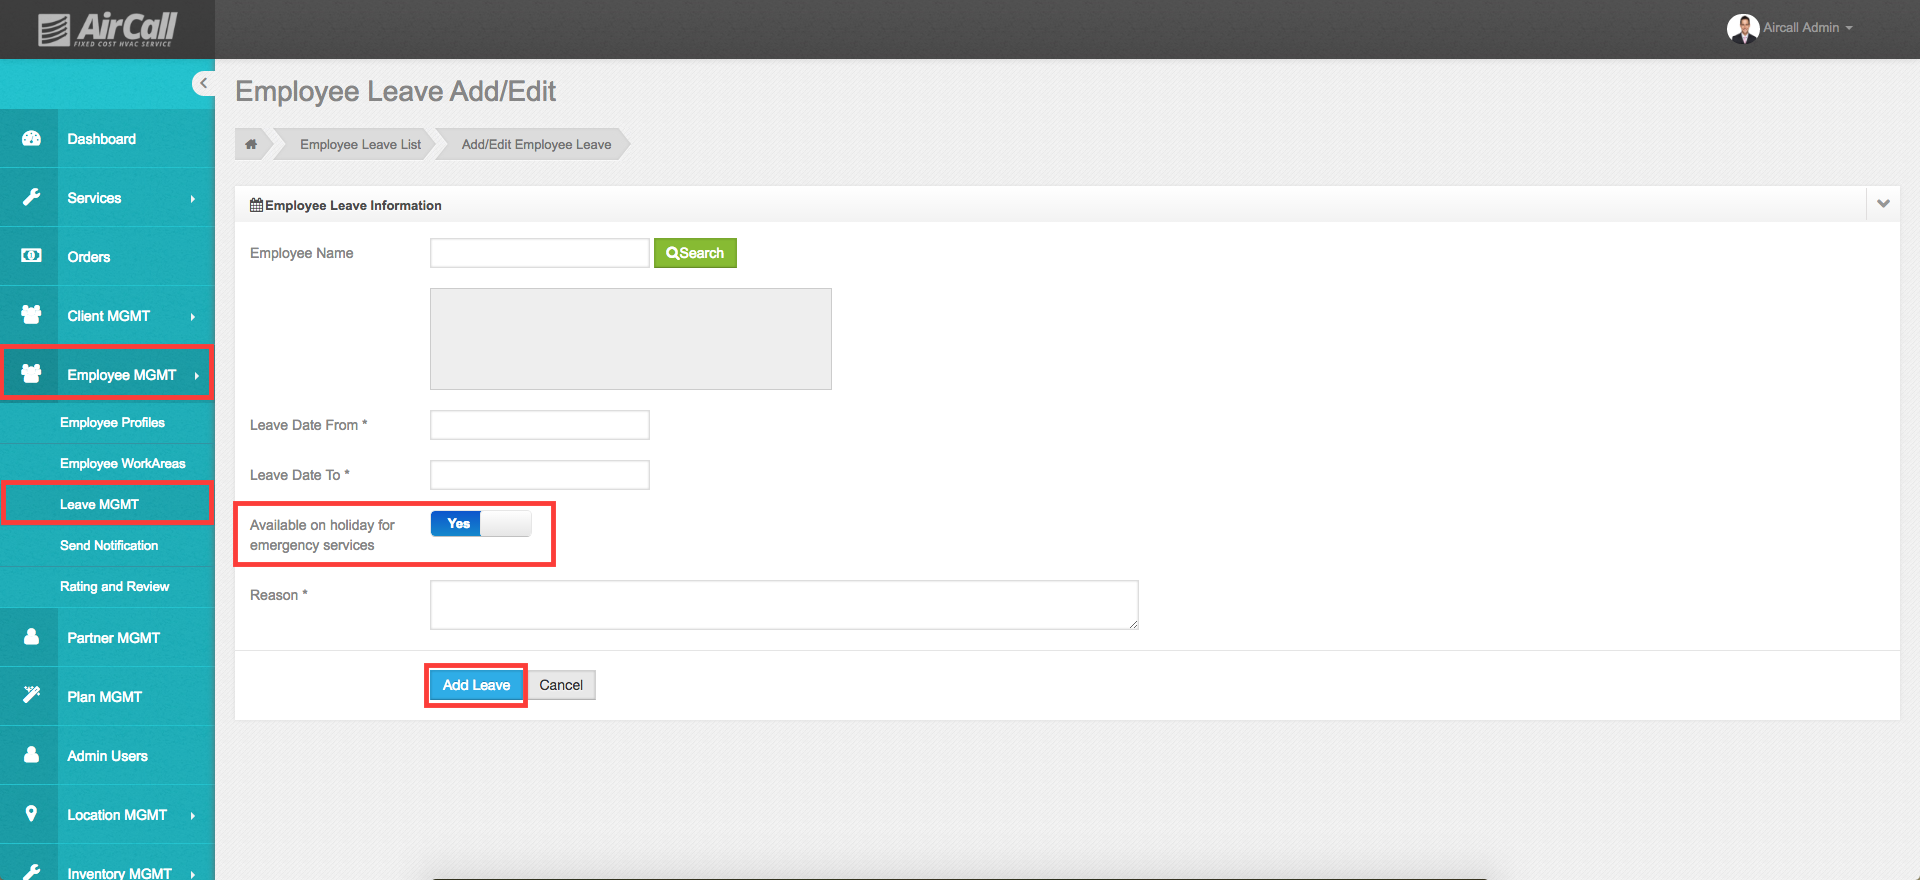 AirCall
FIXED COST HVAC SERVICE
Aircall Admin
Dashboard
Services
Orders
Client MGMT
Employee MGMT
Employee Profiles
Employee WorkAreas
Leave MGMT
Send Notification
Rating and Review
Partner MGMT
Plan MGMT
Admin Users
Location MGMT
Inventory MGMT
Employee Leave Add/Edit
Employee Leave List
Add/Edit Employee Leave
Employee Leave Information
Employee Name
Search
Leave Date From *
Leave Date To *
Available on holiday for
emergency services
Yes
Reason *
Add Leave
Cancel